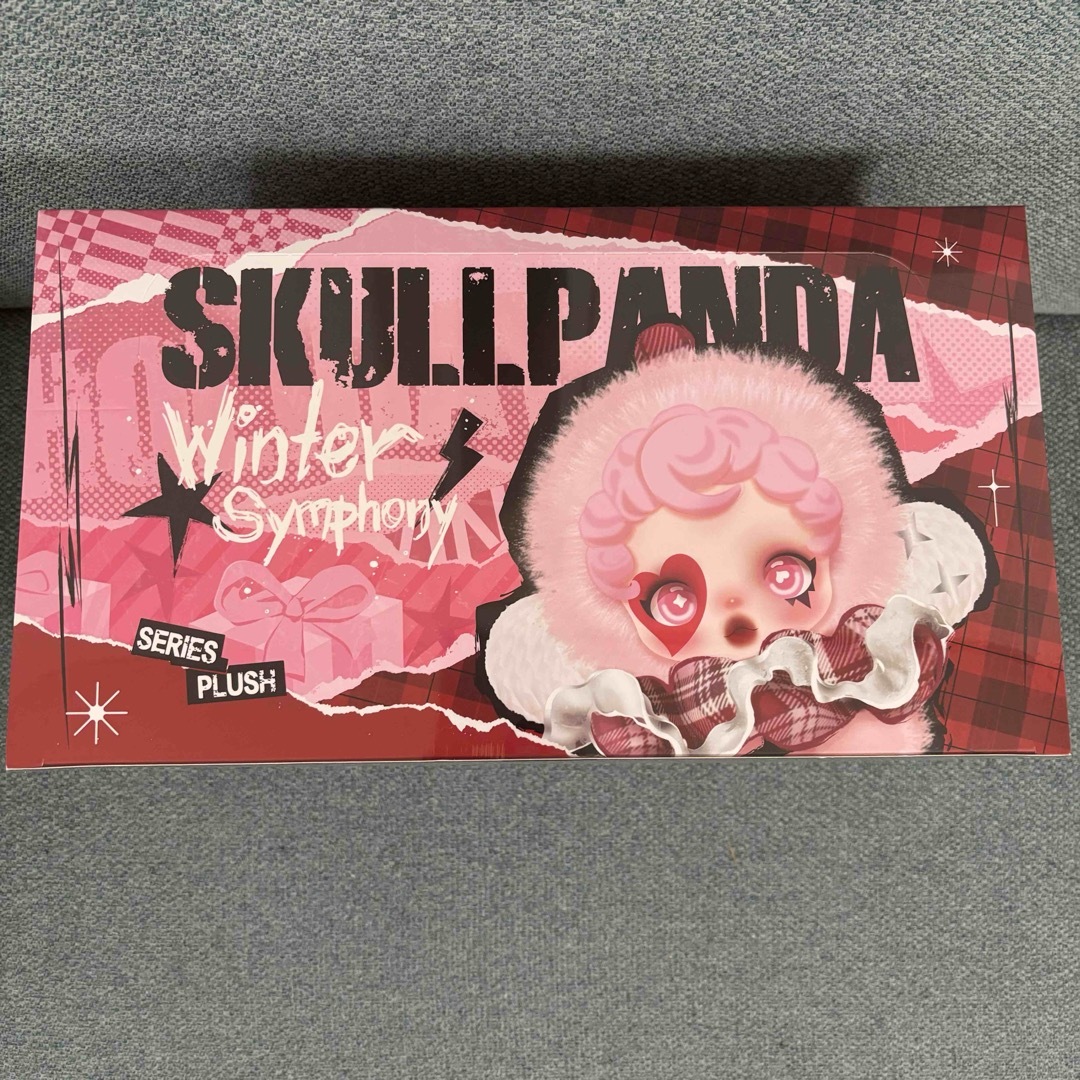 SKULLPANDA
Winter
Symphony
SERIES
PLUSH